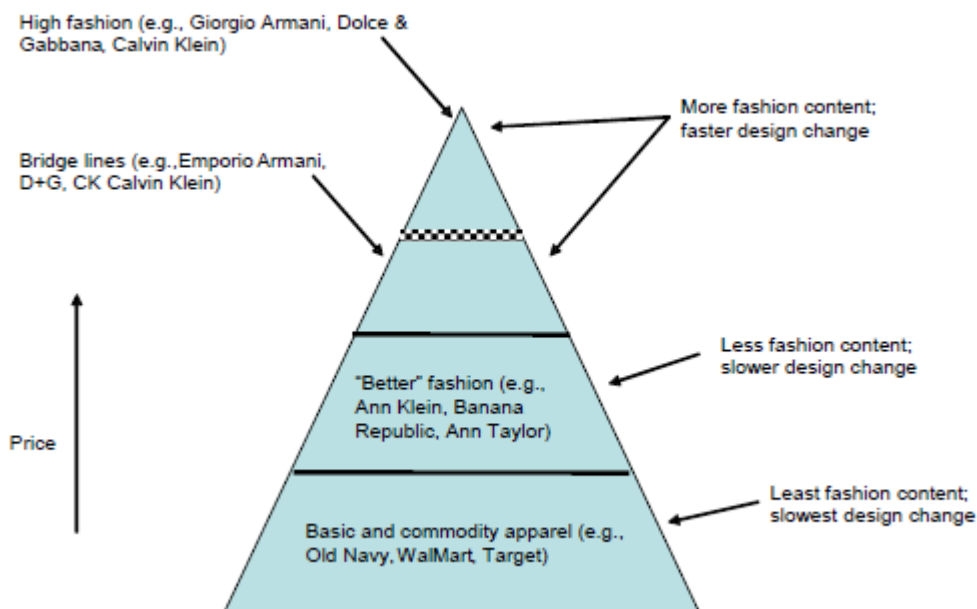 High fashion (e.g., Giorgio Armani, Dolce &
Gabbana, Calvin Klein)
More fashion content;
faster design change
Bridge lines (e.g.,Emporio Armani,
D+G, CK Calvin Klein)
Less fashion content;
slower design change
"Better" fashion (e.g.,
Ann Klein, Banana
Republic, Ann Taylor)
Price
Least fashion content;
slowest design change
Basic and commodity apparel (e.g.,
Old Navy, WalMart, Target)